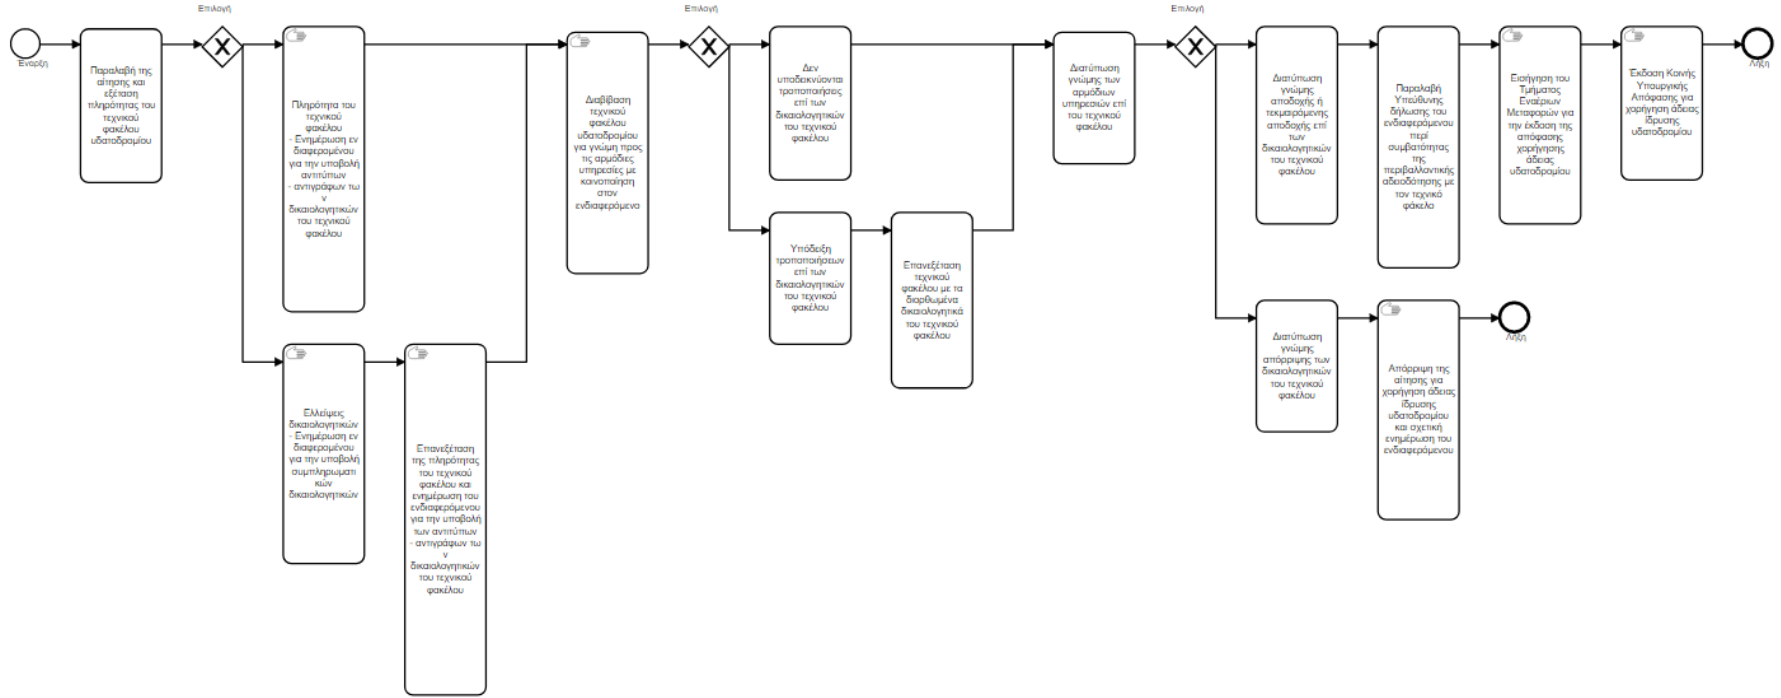 Επιλογή
Επιλογή
Επιλογή
Έναρξη
Παραλαβή της
αίτησης και
εξέταση
πληρότητας του
τεχνικού
φακέλου
υδατοδρομίου
Πληρότητα του
τεχνικού
φακέλου
- Ενημέρωση εν
διαφερομένου
για την υποβολή
αντιτύπων
- αντιγράφων τω
ν
δικαιολογητικών
του τεχνικού
φακέλου
Ελλείψεις
δικαιολογητικών
- Ενημέρωση εν
διαφερομένου
για την υποβολή
συμπληρωματι
κών
δικαιολογητικών
Επανεξέταση
της πληρότητας
του τεχνικού
φακέλου και
ενημέρωση του
ενδιαφερόμενου
για την υποβολή
των αντιτύπων
- αντιγράφων τω
ν
δικαιολογητικών
του τεχνικού
φακέλου
Διαβίβαση
τεχνικού
φακέλου
υδατοδρομίου
για γνώμη προς
τις αρμόδιες
υπηρεσίες με
κοινοποίηση
στον
ενδιαφερόμενο
Δεν
υποδεικνύονται
τροποποιήσεις
επί των
δικαιολογητικών
του τεχνικού
φακέλου
Υπόδειξη
τροποποιήσεων
επί των
δικαιολογητικών
του τεχνικού
φακέλου
Επανεξέταση
τεχνικού
φακέλου με τα
διορθωμένα
δικαιολογητικά
του τεχνικού
φακέλου
Διατύπωση
γνώμης των
αρμόδιων
υπηρεσιών επί
του τεχνικού
φακέλου
Διατύπωση
γνώμης
αποδοχής ή
τεκμαιρόμενης
αποδοχής επί
των
δικαιολογητικών
του τεχνικού
φακέλου
Παραλαβή
Υπεύθυνης
δήλωσης του
ενδιαφερόμενου
περί
συμβατότητας
της
περιβαλλοντικής
αδειοδότησης με
τον τεχνικό
φάκελο
Εισήγηση του
Τμήματος
Εναέριων
Μεταφορών για
την έκδοση της
απόφασης
χορήγησης
άδειας
υδατοδρομίου
Έκδοση Κοινής
Υπουργικής
Απόφασης για
χορήγηση άδειας
ίδρυσης
υδατοδρομίου
Λήξη
Διατύπωση
γνώμης
απόρριψης των
δικαιολογητικών
του τεχνικού
φακέλου
Απόρριψη της
αίτησης για
χορήγηση άδειας
ίδρυσης
υδατοδρομίου
και σχετική
ενημέρωση του
ενδιαφερόμενου
Λήξη